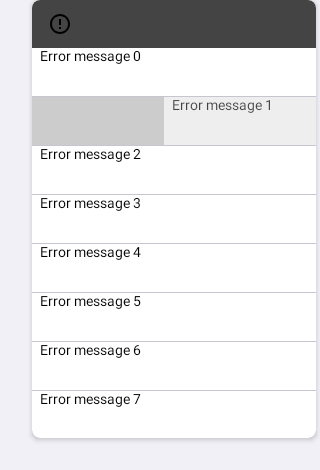 Error message 0
Error message 1
Error message 2
Error message 3
Error message 4
Error message 5
Error message 6
Error message 7